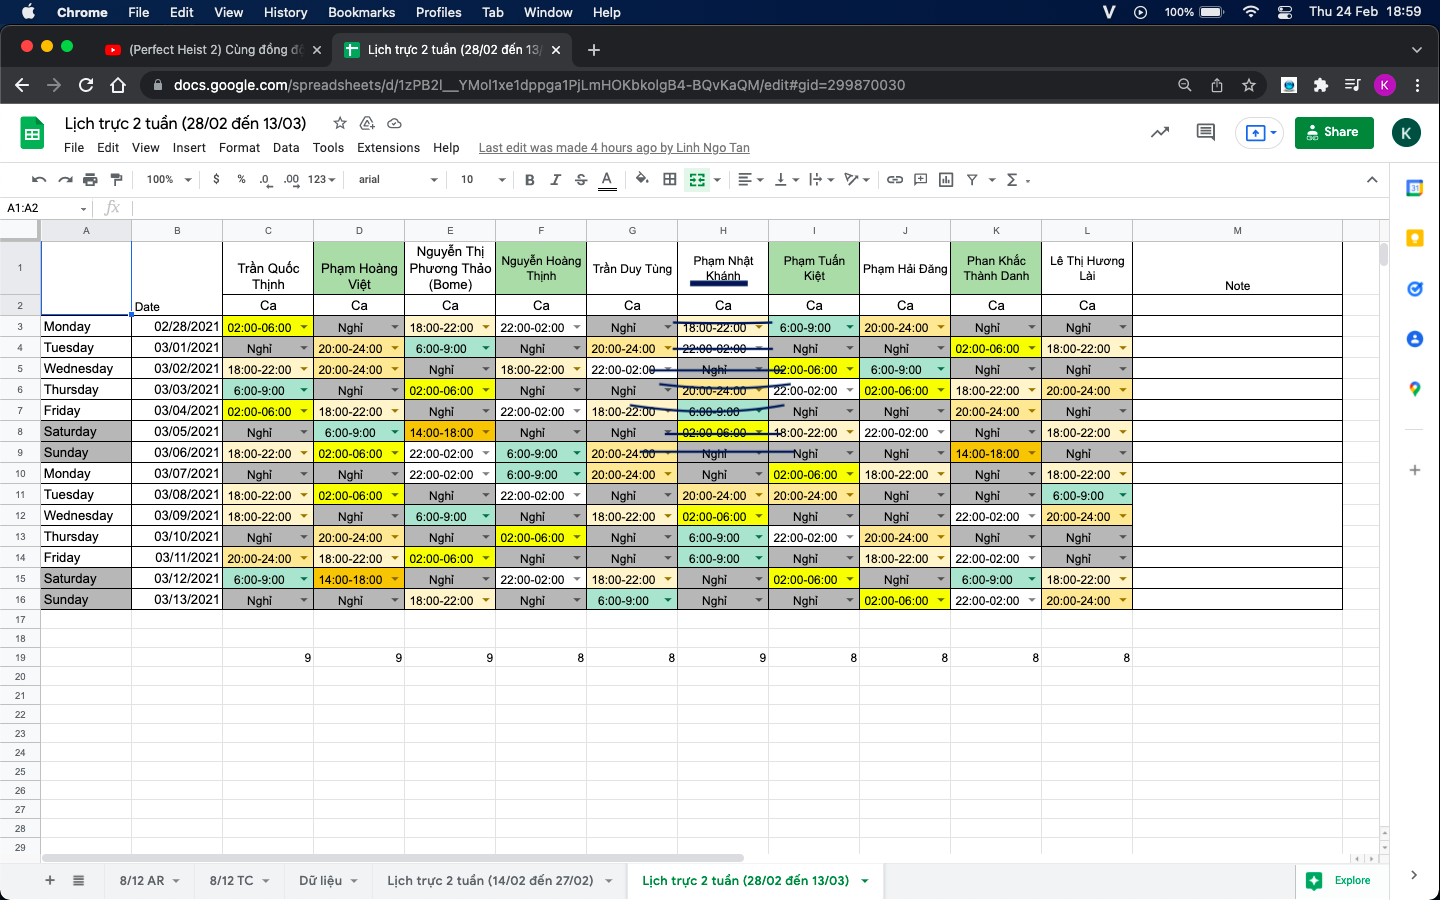 Chrome File Edit View History Bookmarks Profiles Tab Window Help 100% Thu 24 Feb 18:59
(Perfect Heist 2) Cùng đồng Lịch trực 2 tuần (28/02 đến 13/
docs.google.com/spreadsheets/d/1zPB2l__YMol1xe1dppga1PjLmHOKbkolgB4-BQvKaQM/edit#gid=299870030 K
Lịch trực 2 tuần (28/02 đến 13/03) Share K
File Edit View Insert Format Data Tools Extensions Help Last edit was made 4 hours ago by Linh Ngo Tan
100% $ % .0 .00 123 arial 10 B I S A Σ 31
A1:A2 fx
A B C D E F G H I J K L M
1 Trần Quốc Thịnh Phạm Hoàng Việt Nguyễn Thị Phương Thảo (Bome) Nguyễn Hoàng Thịnh Trần Duy Tùng Phạm Nhật Khánh Phạm Tuấn Kiệt Phạm Hải Đăng Phan Khắc Thành Danh Lê Thị Hương Lài Note
2 Date Ca Ca Ca Ca Ca Ca Ca Ca Ca Ca
3 Monday 02/28/2021 02:00-06:00 Nghỉ 18:00-22:00 22:00-02:00 Nghỉ 18:00-22:00 6:00-9:00 20:00-24:00 Nghỉ Nghỉ
4 Tuesday 03/01/2021 Nghỉ 20:00-24:00 6:00-9:00 Nghỉ 20:00-24:00 22:00-02:00 Nghỉ Nghỉ 02:00-06:00 18:00-22:00
5 Wednesday 03/02/2021 18:00-22:00 20:00-24:00 Nghỉ 18:00-22:00 22:00-02:00 Nghỉ 02:00-06:00 6:00-9:00 Nghỉ Nghỉ
6 Thursday 03/03/2021 6:00-9:00 Nghỉ 02:00-06:00 Nghỉ Nghỉ 20:00-24:00 22:00-02:00 02:00-06:00 18:00-22:00 20:00-24:00
7 Friday 03/04/2021 02:00-06:00 18:00-22:00 Nghỉ 22:00-02:00 18:00-22:00 6:00-9:00 Nghỉ Nghỉ 20:00-24:00 Nghỉ
8 Saturday 03/05/2021 Nghỉ 6:00-9:00 14:00-18:00 Nghỉ Nghỉ 02:00-06:00 18:00-22:00 22:00-02:00 Nghỉ 18:00-22:00
9 Sunday 03/06/2021 18:00-22:00 02:00-06:00 22:00-02:00 6:00-9:00 20:00-24:00 Nghỉ Nghỉ Nghỉ 14:00-18:00 Nghỉ
10 Monday 03/07/2021 Nghỉ Nghỉ 22:00-02:00 6:00-9:00 20:00-24:00 Nghỉ 02:00-06:00 18:00-22:00 Nghỉ 18:00-22:00
11 Tuesday 03/08/2021 18:00-22:00 02:00-06:00 Nghỉ 22:00-02:00 Nghỉ 20:00-24:00 20:00-24:00 Nghỉ Nghỉ 6:00-9:00
12 Wednesday 03/09/2021 18:00-22:00 Nghỉ 6:00-9:00 Nghỉ 18:00-22:00 02:00-06:00 Nghỉ Nghỉ 22:00-02:00 20:00-24:00
13 Thursday 03/10/2021 Nghỉ 20:00-24:00 Nghỉ 02:00-06:00 Nghỉ 6:00-9:00 22:00-02:00 20:00-24:00 Nghỉ Nghỉ
14 Friday 03/11/2021 20:00-24:00 18:00-22:00 02:00-06:00 Nghỉ Nghỉ 6:00-9:00 Nghỉ 18:00-22:00 22:00-02:00 Nghỉ
15 Saturday 03/12/2021 6:00-9:00 14:00-18:00 Nghỉ 22:00-02:00 18:00-22:00 Nghỉ 02:00-06:00 Nghỉ 6:00-9:00 18:00-22:00
16 Sunday 03/13/2021 Nghỉ Nghỉ 18:00-22:00 Nghỉ 6:00-9:00 Nghỉ Nghỉ 02:00-06:00 22:00-02:00 20:00-24:00
17
18
19 9 9 9 8 8 9 8 8 8 8
20
21
22
23
24
25
26
27
28
29
8/12 AR 8/12 TC Dữ liệu Lịch trực 2 tuần (14/02 đến 27/02) Lịch trực 2 tuần (28/02 đến 13/03) Explore